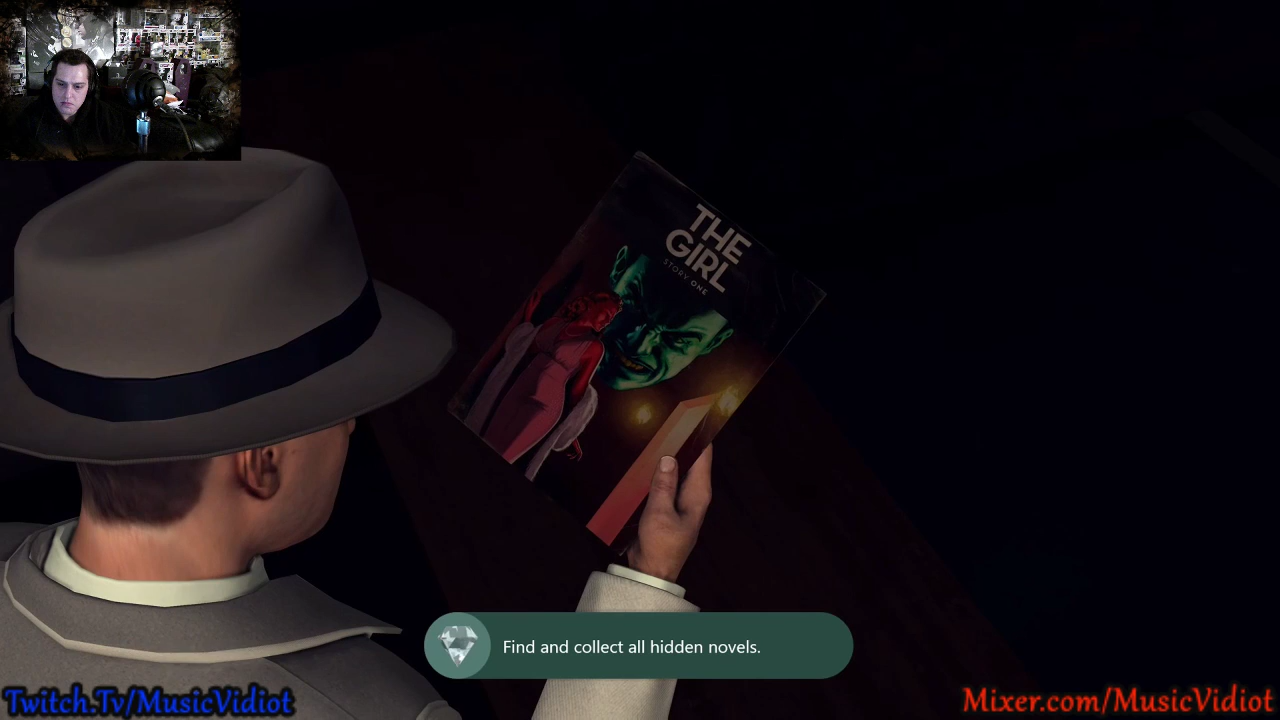 THE
GIRL
STORY ONE
Find and collect all hidden novels.
Twitch.Tv/MusicVidiot
Mixer.com/MusicVidiot